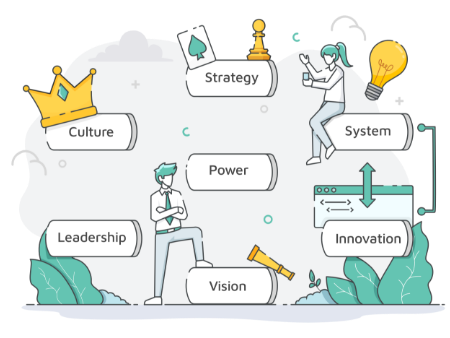 Strategy
Culture
System
Power
Leadership
Innovation
Vision